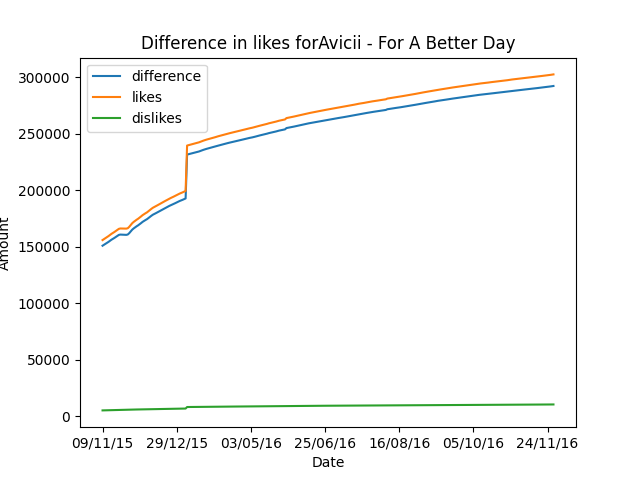 Difference in likes forAvicii - For A Better Day
difference
likes
dislikes
300000
250000
200000
150000
100000
50000
0
Amount
09/11/15 29/12/15 03/05/16 25/06/16 16/08/16 05/10/16 24/11/16
Date